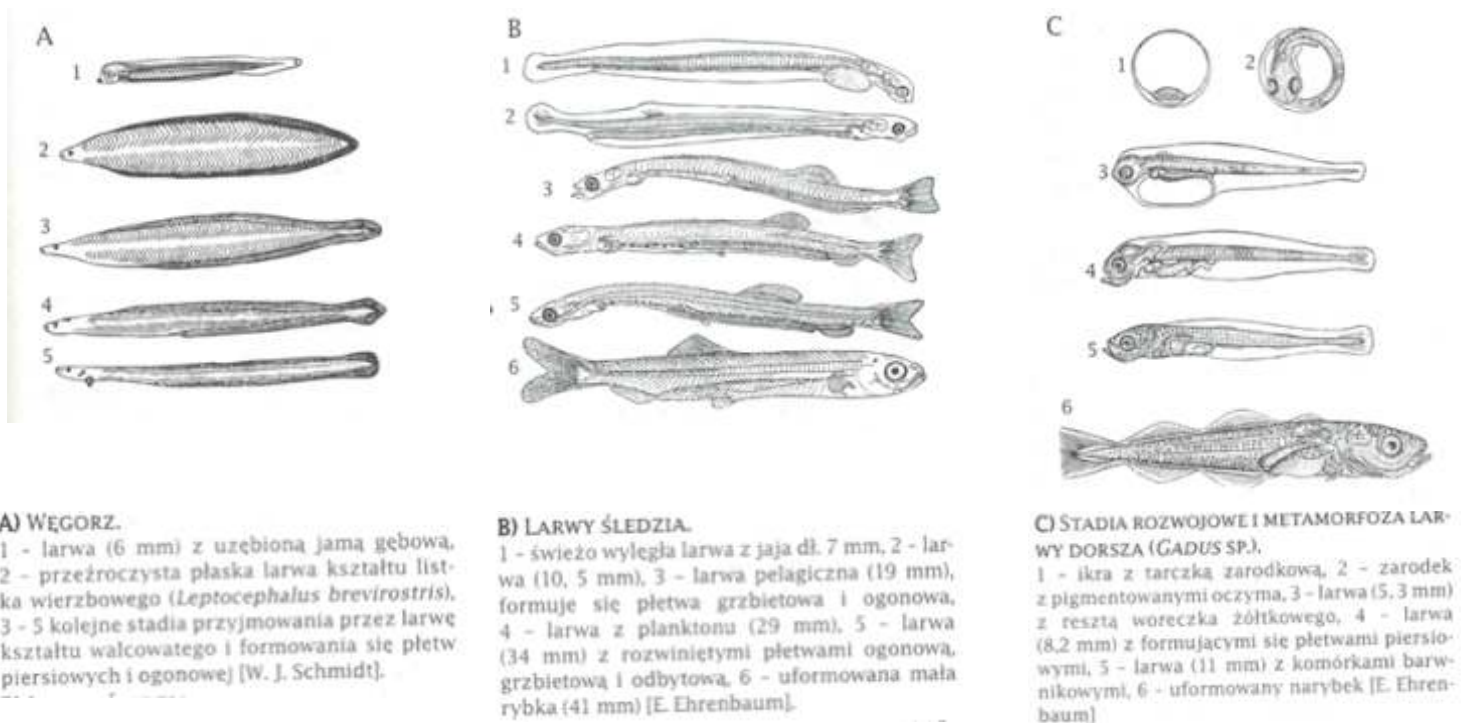 A
1
2
3
4
5
B
1
2
3
4
5
6
C
1
2
3
4
5
6
A) WĘGORZ.
1 - larwa (6 mm) z uzębioną jamą gębową,
2 - przeźroczysta płaska larwa kształtu list-
ka wierzbowego (Leptocephalus brevirostris),
3 - 5 kolejne stadia przyjmowania przez larwę
kształtu walcowatego i formowania się płetw
piersiowych i ogonowej [W. J. Schmidt].
B) LARWY ŚLEDZIA.
1 - świeżo wylęgła larwa z jaja dł. 7 mm, 2 - lar-
wa (10, 5 mm), 3 - larwa pelagiczna (19 mm),
formuje się płetwa grzbietowa i ogonowa,
4 - larwa z planktonu (29 mm), 5 - larwa
(34 mm) z rozwiniętymi płetwami ogonową,
grzbietową i odbytową, 6 - uformowana mała
rybka (41 mm) [E. Ehrenbaum].
C) STADIA ROZWOJOWE I METAMORFOZA LAR-
WY DORSZA (GADUS SP.).
1 - ikra z tarczką zarodkową, 2 - zarodek
z pigmentowanymi oczyma, 3 - larwa (5, 3 mm)
z resztą woreczka żółtkowego, 4 - larwa
(8,2 mm) z formującymi się płetwami piersio-
wymi, 5 - larwa (11 mm) z komórkami barw-
nikowymi, 6 - uformowany narybek [E. Ehren-
baum]